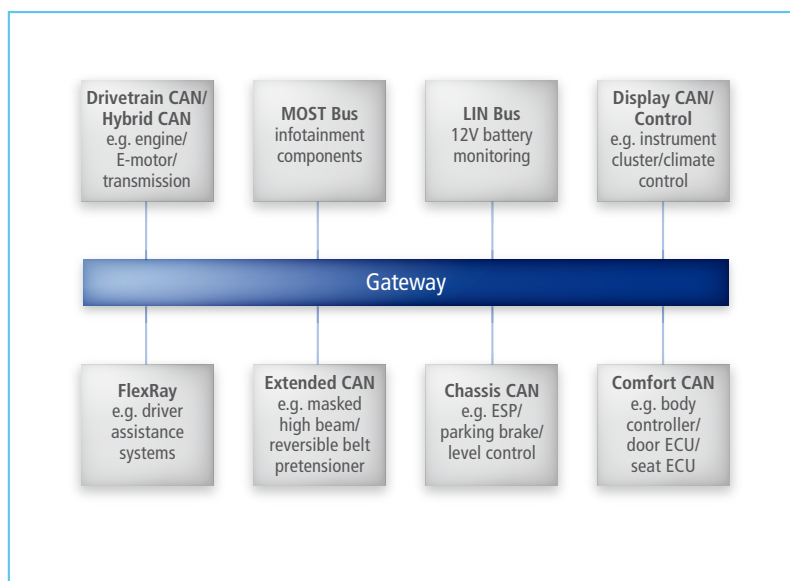 Drivetrain CAN/
Hybrid CAN
e.g. engine/
E-motor/
transmission
MOST Bus
infotainment
components
LIN Bus
12V battery
monitoring
Display CAN/
Control
e.g. instrument
cluster/climate
control
Gateway
FlexRay
e.g. driver
assistance
systems
Extended CAN
e.g. masked
high beam/
reversible belt
pretensioner
Chassis CAN
e.g. ESP/
parking brake/
level control
Comfort CAN
e.g. body
controller/
door ECU/
seat ECU